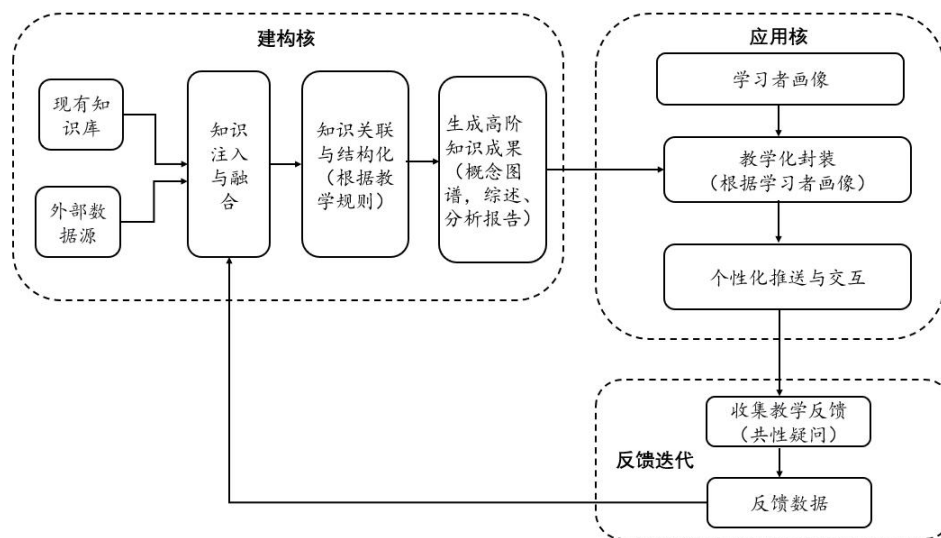 建构核
现有知
识库
外部数
据源
知识
注入
与融
合
知识关联
与结构化
（根据教
学规则）
生成高阶
知识成果
（概念图
谱，综述、
分析报告）
应用核
学习者画像
教学化封装
（根据学习者画像）
个性化推送与交互
反馈迭代
收集教学反馈
（共性疑问）
反馈数据